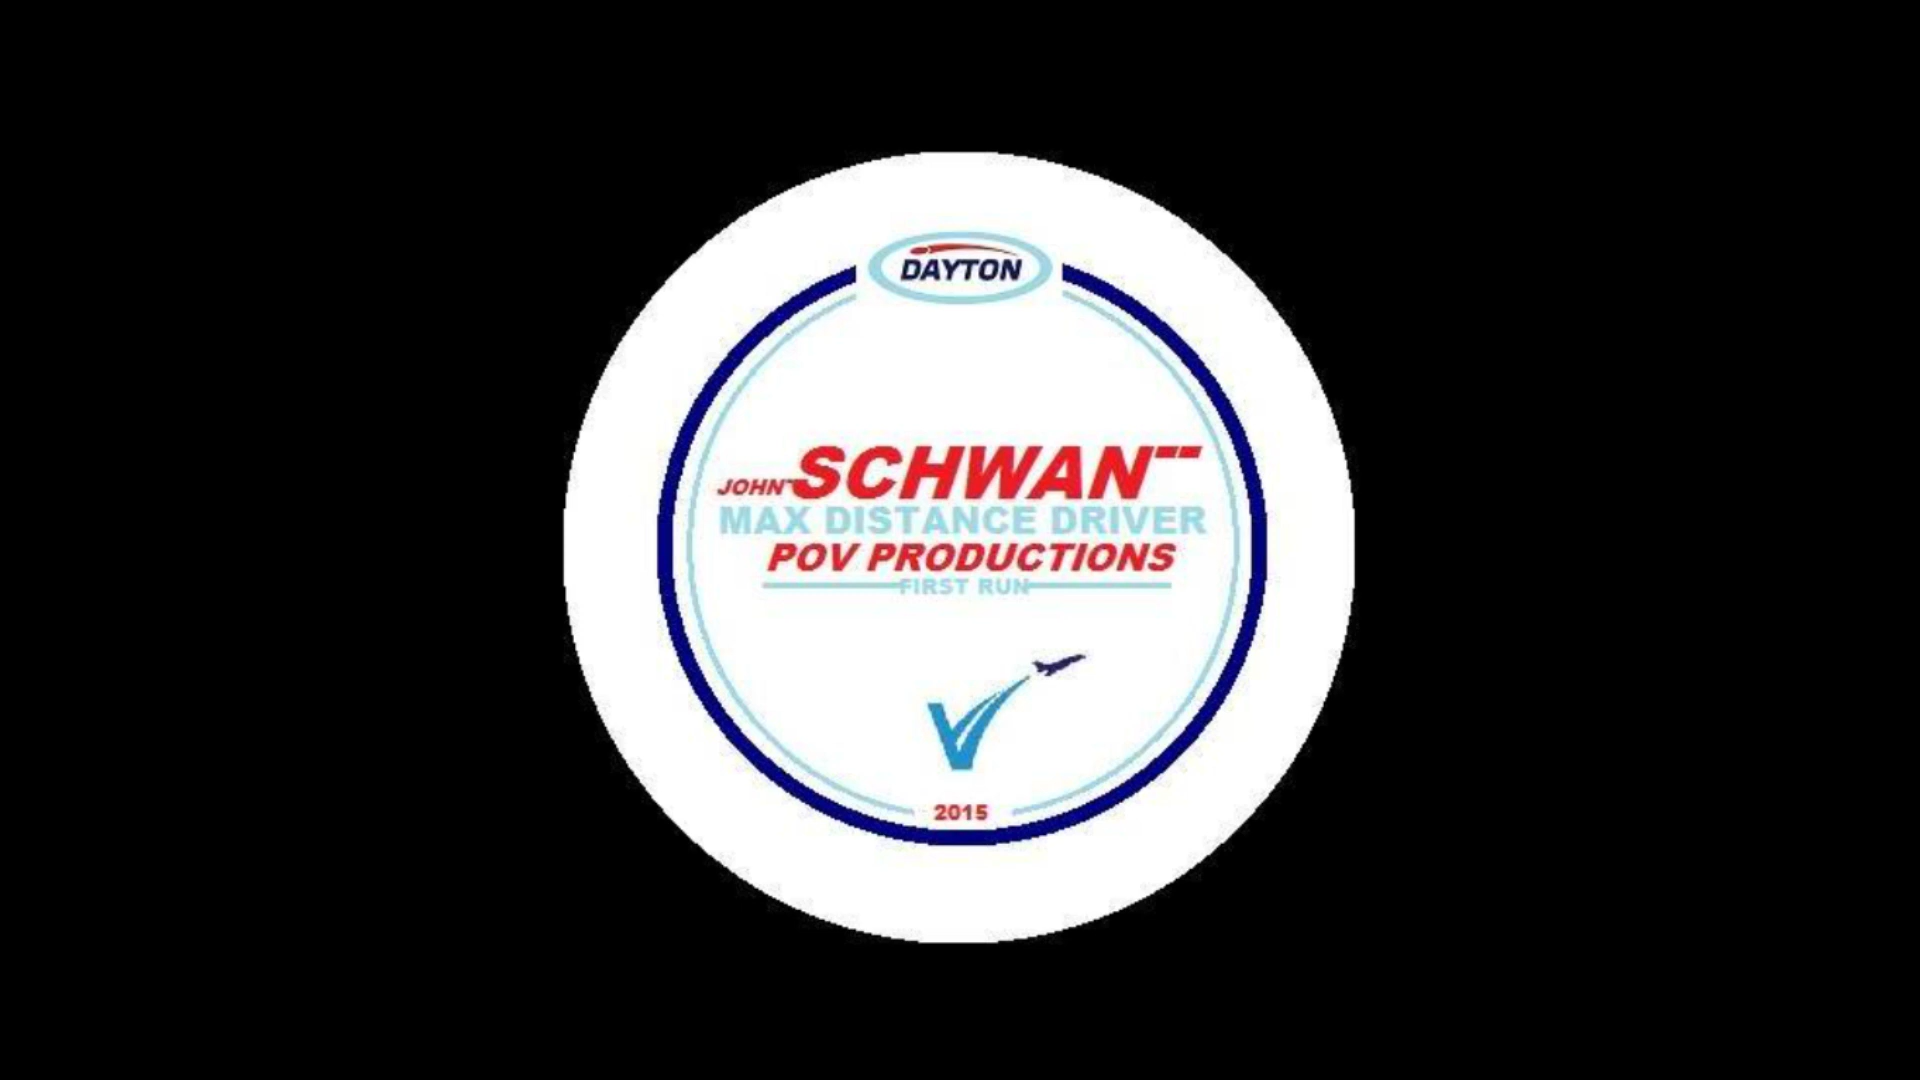 DAYTON
JOHN SCHWAN
MAX DISTANCE DRIVER
POV PRODUCTIONS
FIRST RUN
V
2015